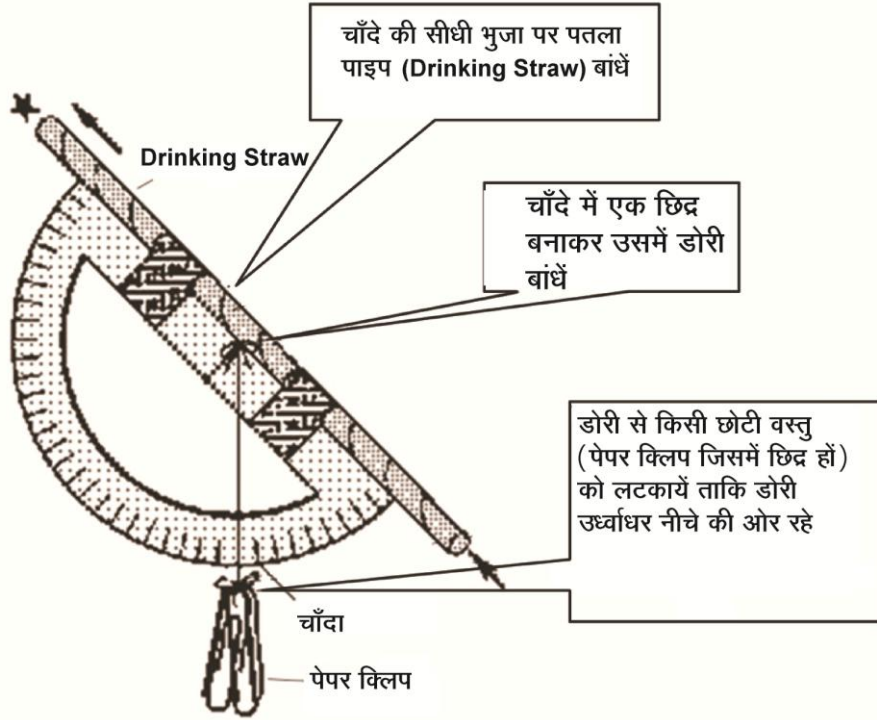 चाँदे की सीधी भुजा पर पतला
पाइप (Drinking Straw) बांधें
Drinking Straw
चाँदे में एक छिद्र
बनाकर उसमें डोरी
बांधें
डोरी से किसी छोटी वस्तु
(पेपर क्लिप जिसमें छिद्र हों)
को लटकायें ताकि डोरी
उर्ध्वाधर नीचे की ओर रहे
चाँदा
पेपर क्लिप